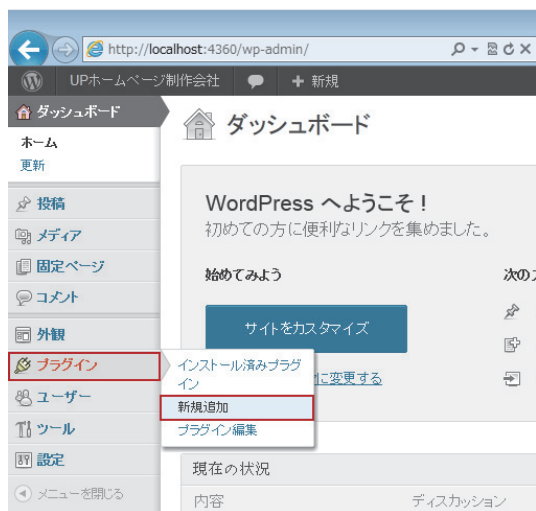 http://localhost:4360/wp-admin/
UPホームページ制作会社 + 新規
ダッシュボード
ホーム
更新
投稿
メディア
固定ページ
コメント
外観
プラグイン
ユーザー
ツール
設定
メニューを閉じる
インストール済みプラグ
イン
新規追加
プラグイン編集
ダッシュボード
WordPress へようこそ！
初めての方に便利なリンクを集めました。
始めてみよう
次の
サイトをカスタマイズ
に変更する
現在の状況
内容
ディスカッション